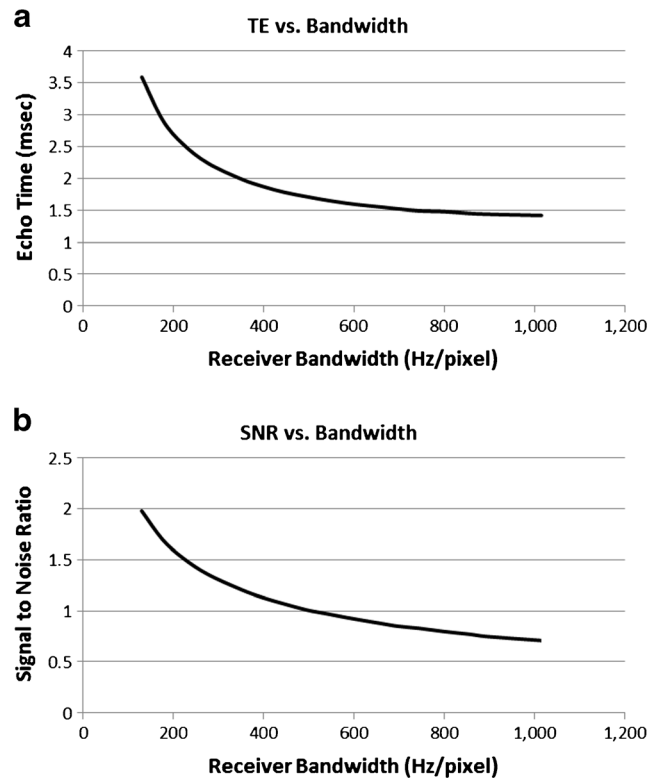 a
TE vs. Bandwidth
Echo Time (msec)
4
3.5
3
2.5
2
1.5
1
0.5
0
0 200 400 600 800 1,000 1,200
Receiver Bandwidth (Hz/pixel)
b
SNR vs. Bandwidth
Signal to Noise Ratio
2.5
2
1.5
1
0.5
0
0 200 400 600 800 1,000 1,200
Receiver Bandwidth (Hz/pixel)